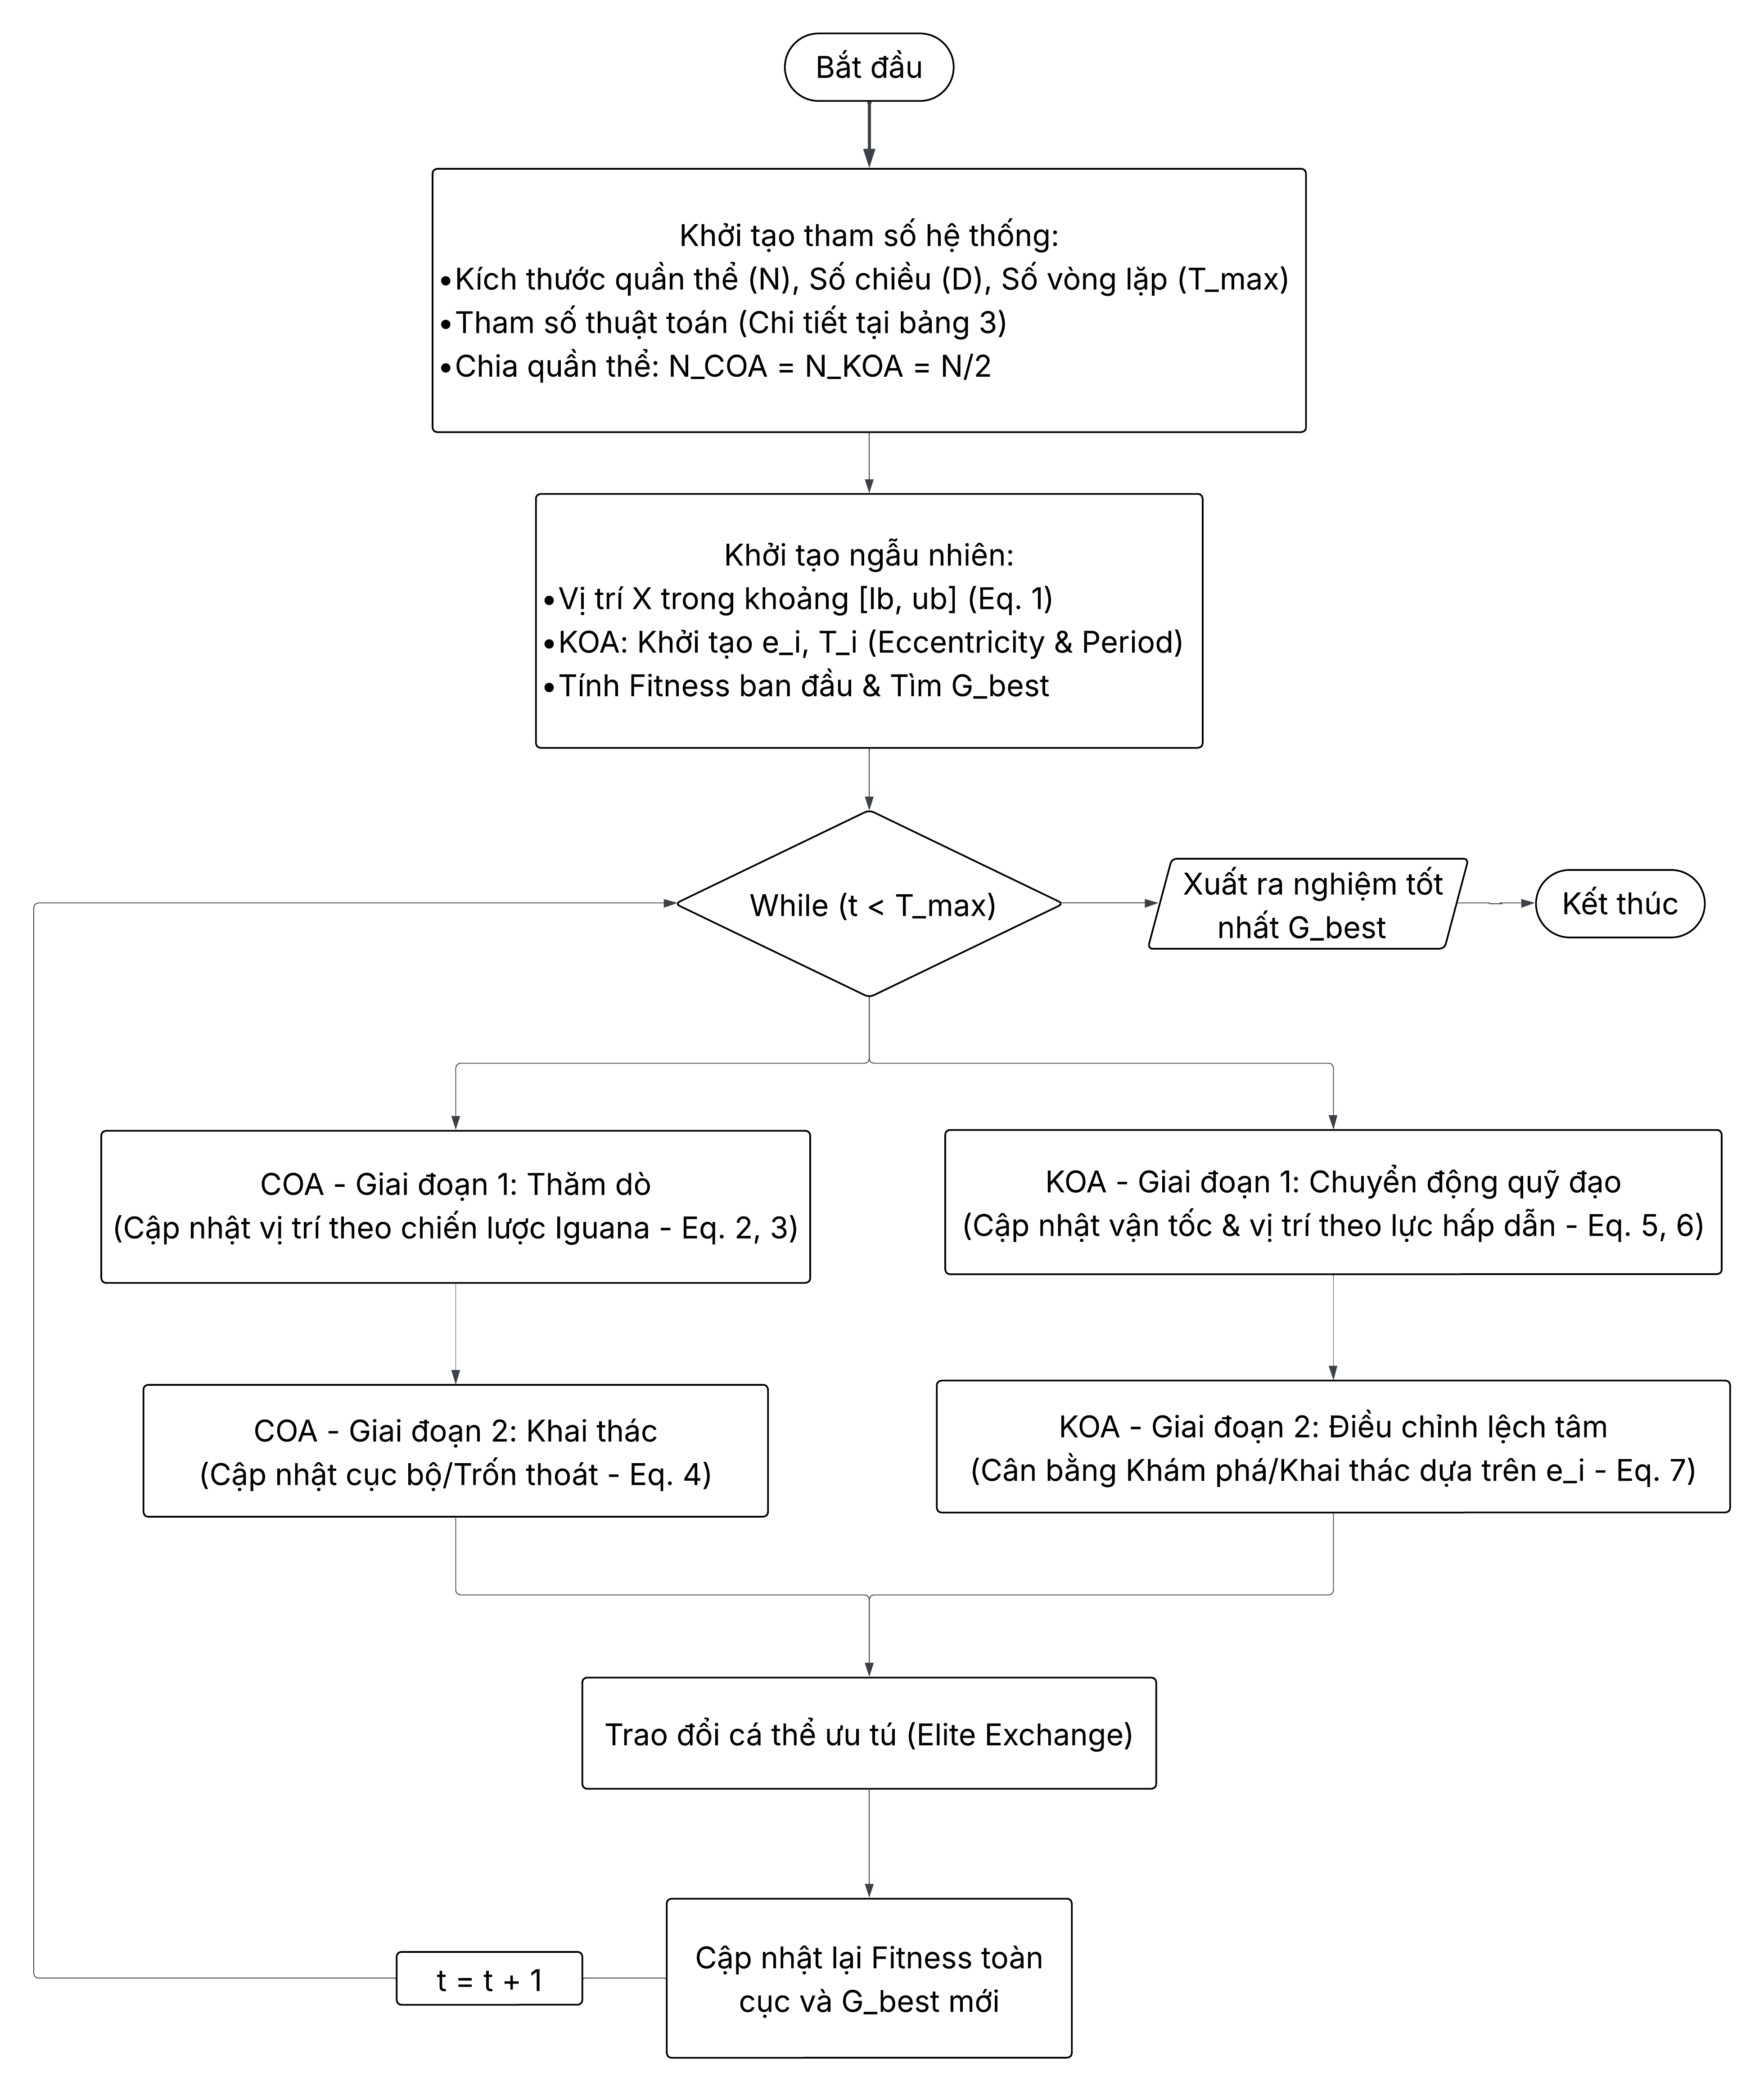 Bắt đầu
Khởi tạo tham số hệ thống:
•Kích thước quần thể (N), Số chiều (D), Số vòng lặp (T_max)
•Tham số thuật toán (Chi tiết tại bảng 3)
•Chia quần thể: N_COA = N_KOA = N/2
Khởi tạo ngẫu nhiên:
•Vị trí X trong khoảng [lb, ub] (Eq. 1)
•KOA: Khởi tạo e_i, T_i (Eccentricity & Period)
•Tính Fitness ban đầu & Tìm G_best
While (t < T_max)
Xuất ra nghiệm tốt
nhất G_best
Kết thúc
COA - Giai đoạn 1: Thăm dò
(Cập nhật vị trí theo chiến lược Iguana - Eq. 2, 3)
KOA - Giai đoạn 1: Chuyển động quỹ đạo
(Cập nhật vận tốc & vị trí theo lực hấp dẫn - Eq. 5, 6)
COA - Giai đoạn 2: Khai thác
(Cập nhật cục bộ/Trốn thoát - Eq. 4)
KOA - Giai đoạn 2: Điều chỉnh lệch tâm
(Cân bằng Khám phá/Khai thác dựa trên e_i - Eq. 7)
Trao đổi cá thể ưu tú (Elite Exchange)
Cập nhật lại Fitness toàn
cục và G_best mới
t = t + 1